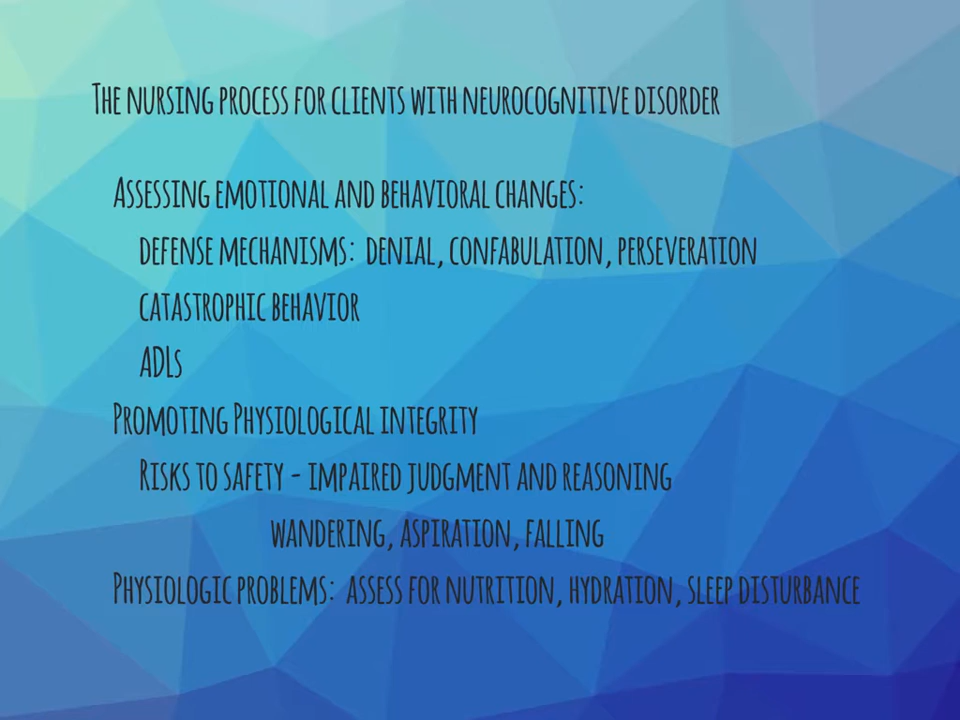 The nursing process for clients with neurocognitive disorder
Assessing emotional and behavioral changes:
defense mechanisms: denial, confabulation, perseveration
catastrophic behavior
ADLs
Promoting Physiological integrity
Risks to safety - impaired judgment and reasoning
wandering, aspiration, falling
Physiologic problems: assess for nutrition, hydration, sleep disturbance